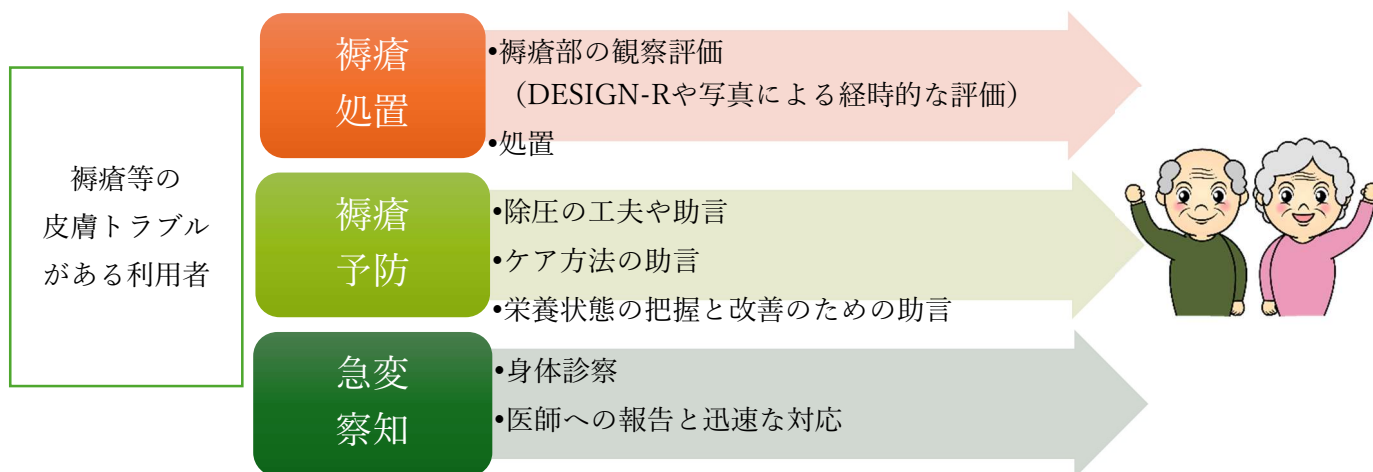 褥瘡等の
皮膚トラブル
がある利用者
褥瘡
処置
•褥瘡部の観察評価
（DESIGN-Rや写真による経時的な評価）
•処置
褥瘡
予防
•除圧の工夫や助言
•ケア方法の助言
•栄養状態の把握と改善のための助言
急変
察知
•身体診察
•医師への報告と迅速な対応